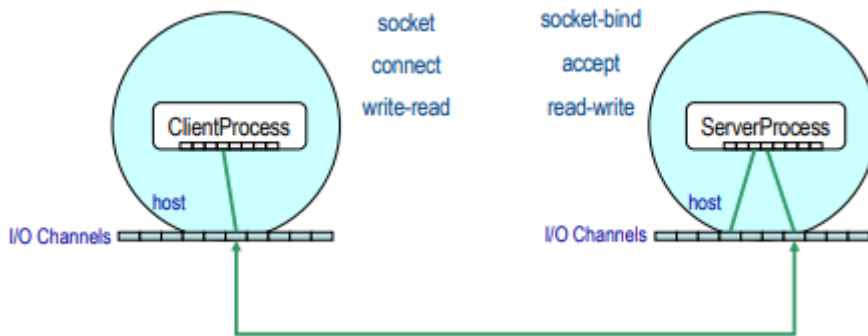 socket
connect
write-read
socket-bind
accept
read-write
ClientProcess
host
I/O Channels
ServerProcess
host
I/O Channels